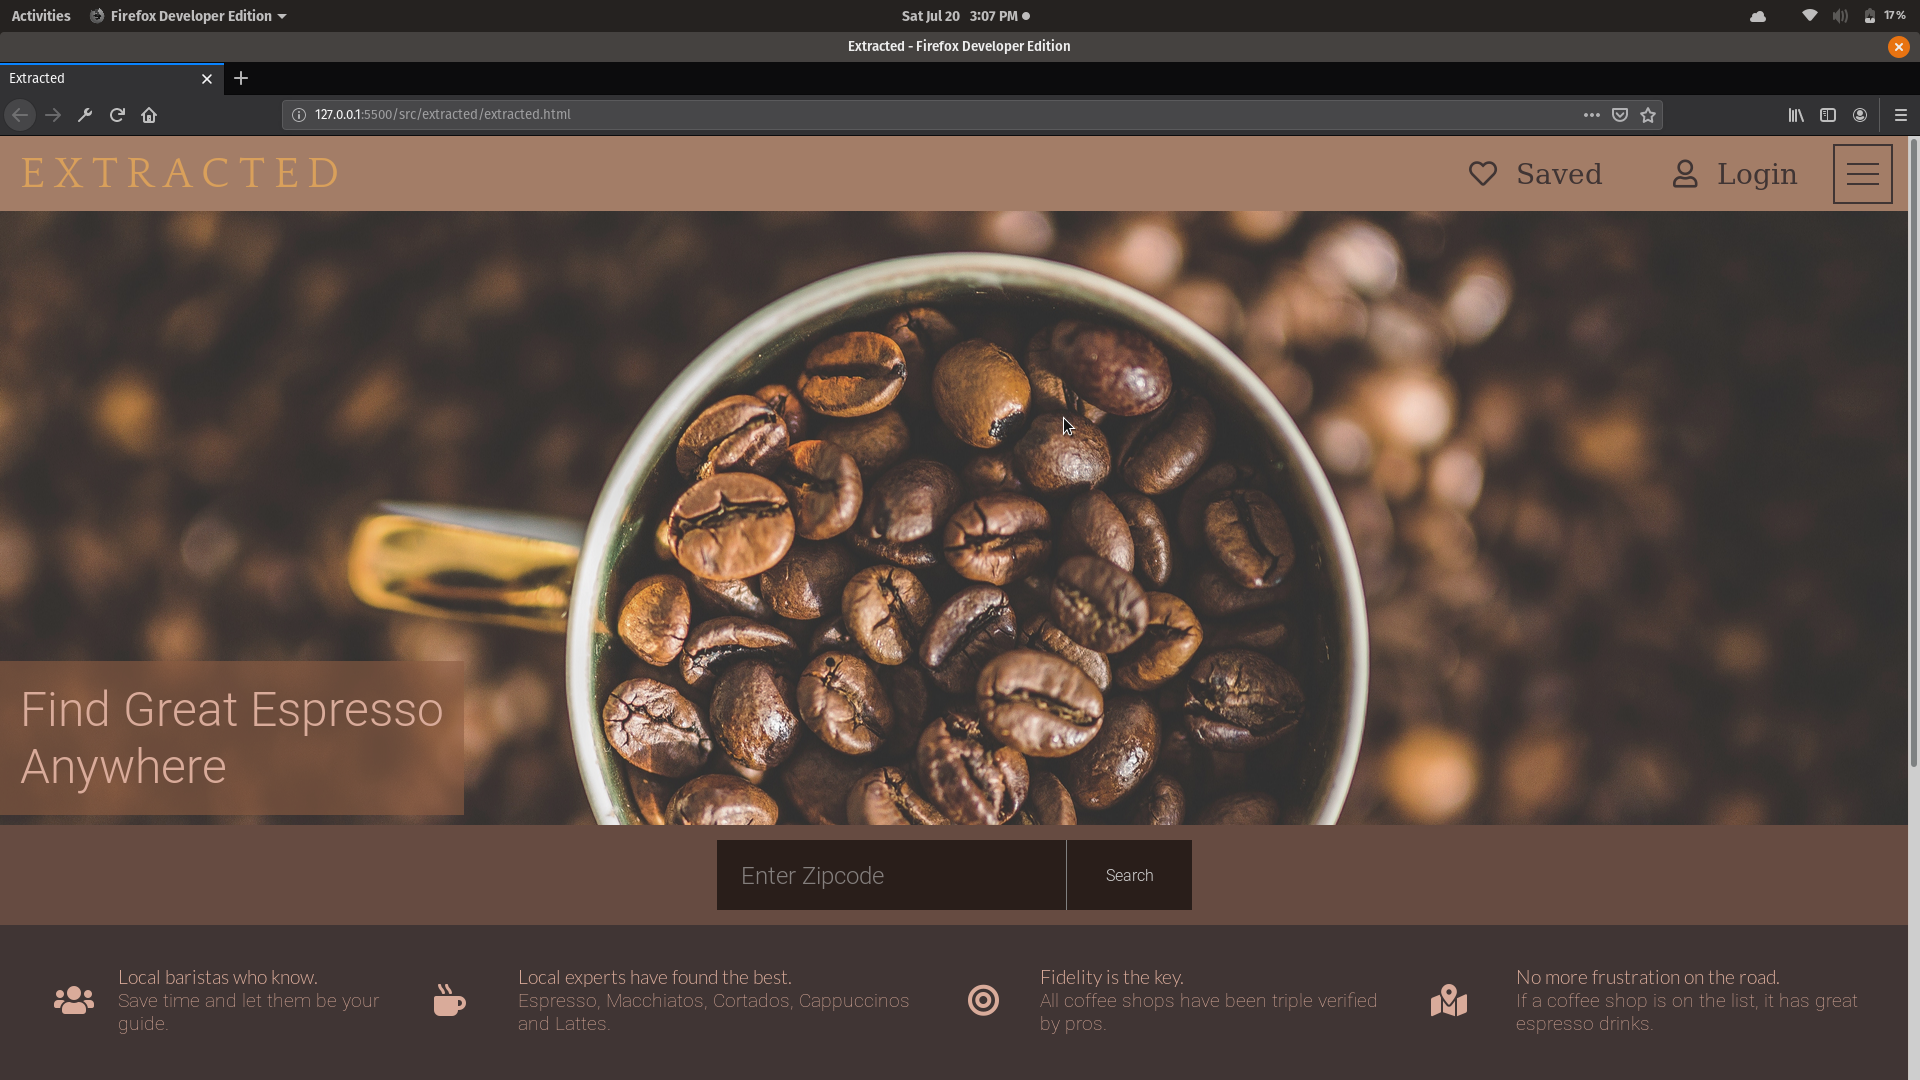 Activities Firefox Developer Edition Sat Jul 20 3:07 PM 17%
Extracted - Firefox Developer Edition
Extracted
127.0.0.1:5500/src/extracted/extracted.html
EXTRACTED Saved Login
Find Great Espresso
Anywhere
Enter Zipcode Search
Local baristas who know.
Save time and let them be your
guide.
Local experts have found the best.
Espresso, Macchiatos, Cortados, Cappuccinos
and Lattes.
Fidelity is the key.
All coffee shops have been triple verified
by pros.
No more frustration on the road.
If a coffee shop is on the list, it has great
espresso drinks.